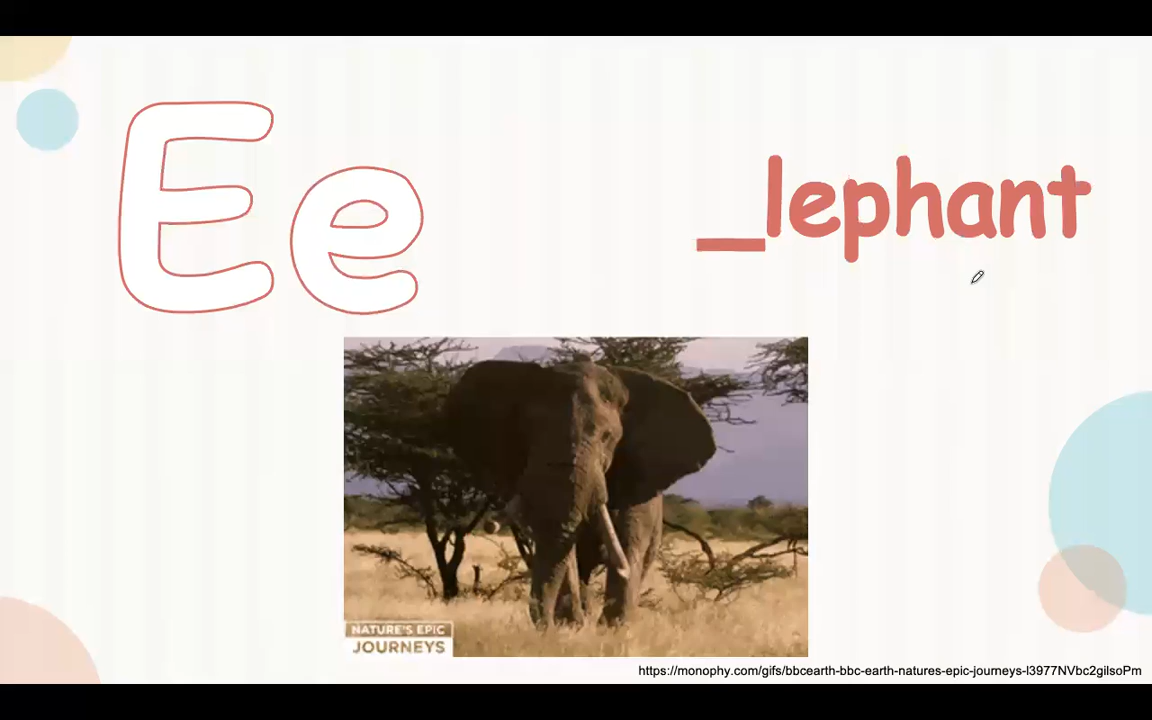 Ee
_lephant
NATURE'S EPIC
JOURNEYS
https://monophy.com/gifs/bbcearth-bbc-earth-natures-epic-journeys-l3977NVbc2gilsoPm